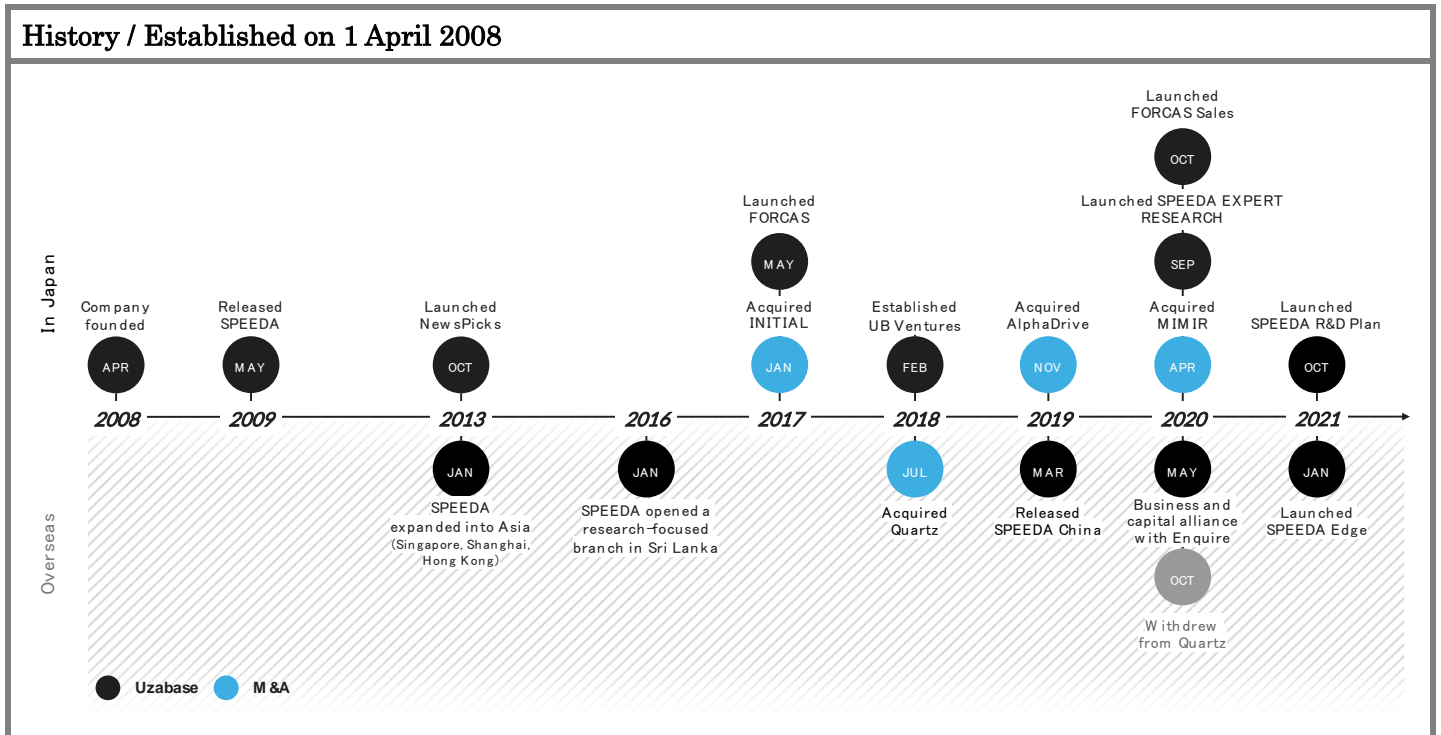 History / Established on 1 April 2008
Launched
FORCAS Sales
OCT
Launched
FORCAS
Launched SPEEDA EXPERT
RESEARCH
MAY
SEP
In Japan
Company
founded
Released
SPEEDA
Launched
NewsPicks
Acquired
INITIAL
Established
UB Ventures
Acquired
AlphaDrive
Acquired
MIMIR
Launched
SPEEDA R&D Plan
APR
MAY
OCT
JAN
FEB
NOV
APR
OCT
2008
2009
2013
2016
2017
2018
2019
2020
2021
Overseas
JAN
JAN
JUL
MAR
MAY
JAN
SPEEDA
expanded into Asia
(Singapore, Shanghai,
Hong Kong)
SPEEDA opened a
research-focused
branch in Sri Lanka
Acquired
Quartz
Released
SPEEDA China
Business and
capital alliance
with Enquire
Launched
SPEEDA Edge
OCT
Withdrew
from Quartz
Uzabase
M&A